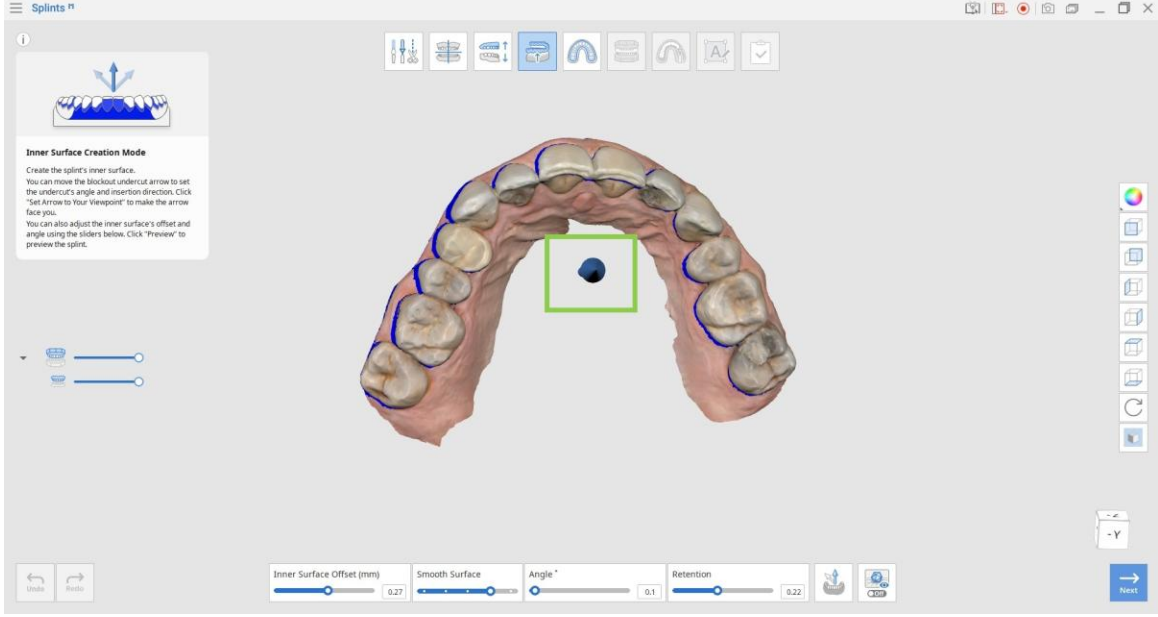 Splints
i
Inner Surface Creation Mode
Create the splint's inner surface.
You can move the blockout undercut arrow to set
the undercut's angle and insertion direction. Click
"Set Arrow to Your Viewpoint" to make the arrow
face you.
You can also adjust the inner surface's offset and
angle using the sliders below. Click "Preview" to
preview the splint.
A
- Z
- Y
Undo Redo
Inner Surface Offset (mm) Smooth Surface Angle ° Retention
0.27 0.1 0.22
Off
Next